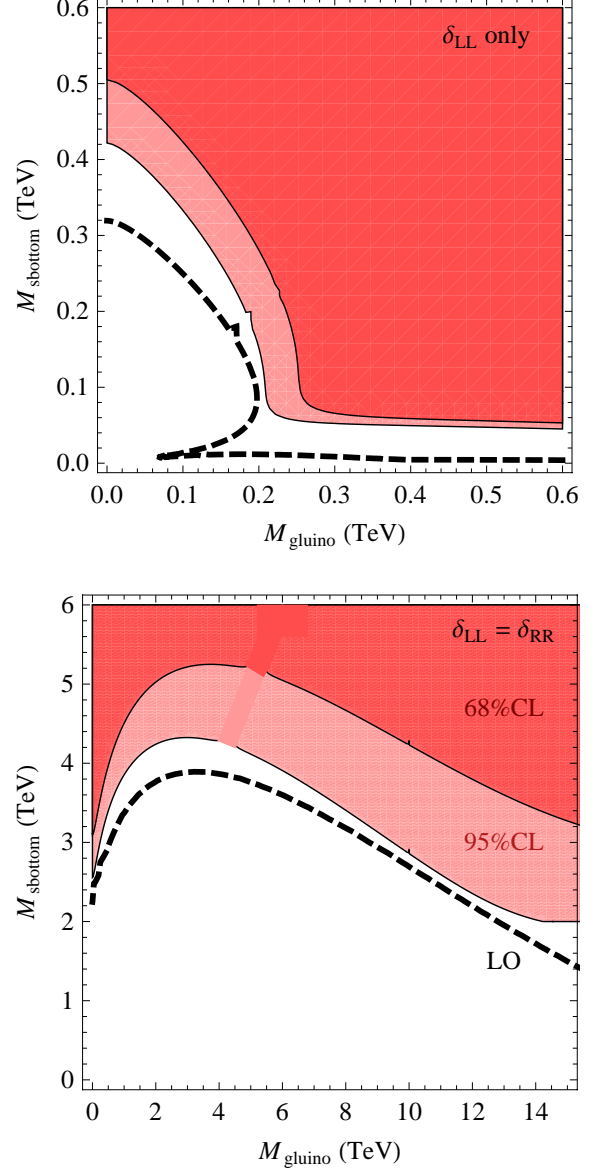 0.6
δLL only
0.5
0.4
0.3
0.2
0.1
0.0
Msbottom (TeV)
0.0 0.1 0.2 0.3 0.4 0.5 0.6
Mgluino (TeV)
6
δLL = δRR
5
68%CL
4
3
95%CL
2
LO
1
0
Msbottom (TeV)
0 2 4 6 8 10 12 14
Mgluino (TeV)